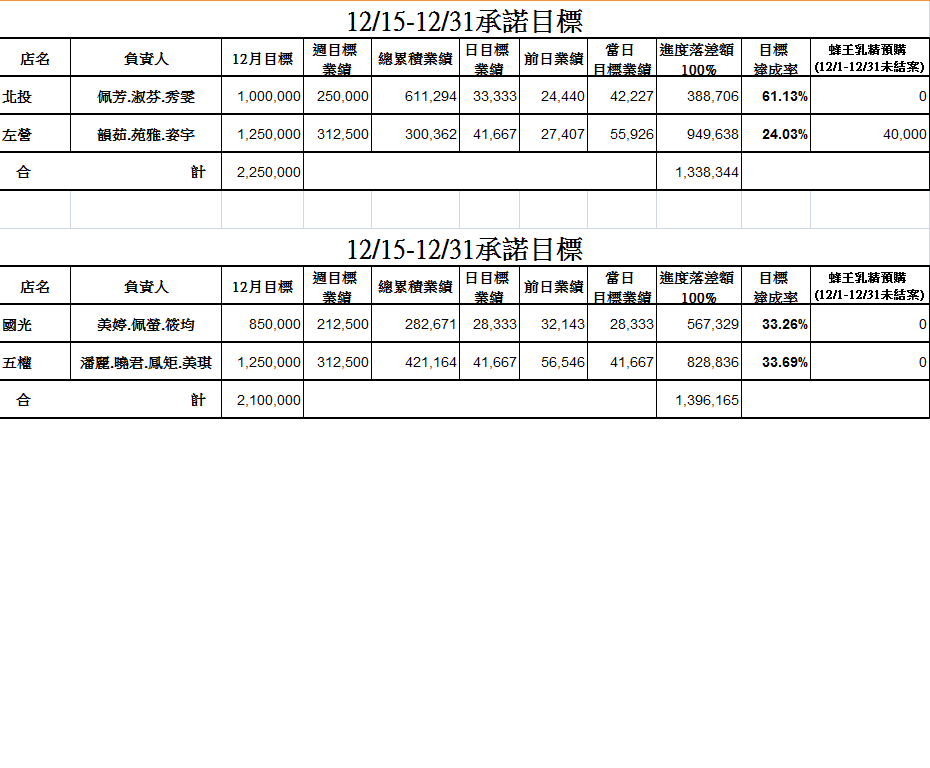 12/15-12/31承諾目標
店名 負責人 12月目標 週目標業績 總累積業績 日目標業績 前日業績 當日目標業績 進度落差額100% 目標達成率 蜂王乳精預購(12/1-12/31未結案)
北投 佩芳.淑芬.秀雯 1,000,000 250,000 611,294 33,333 24,440 42,227 388,706 61.13% 0
左營 韻茹.苑雅.姿宇 1,250,000 312,500 300,362 41,667 27,407 55,926 949,638 24.03% 40,000
合計 2,250,000 1,338,344
12/15-12/31承諾目標
店名 負責人 12月目標 週目標業績 總累積業績 日目標業績 前日業績 當日目標業績 進度落差額100% 目標達成率 蜂王乳精預購(12/1-12/31未結案)
國光 美婷.佩螢.筱均 850,000 212,500 282,671 28,333 32,143 28,333 567,329 33.26% 0
五權 潘麗.曉君.鳳矩.美琪 1,250,000 312,500 421,164 41,667 56,546 41,667 828,836 33.69% 0
合計 2,100,000 1,396,165